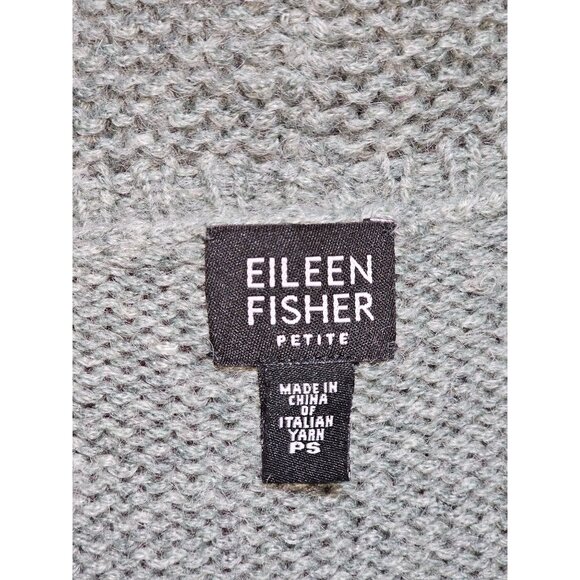 EILEEN
FISHER
PETITE
MADE IN
CHINA
OF
ITALIAN
YARN
PS